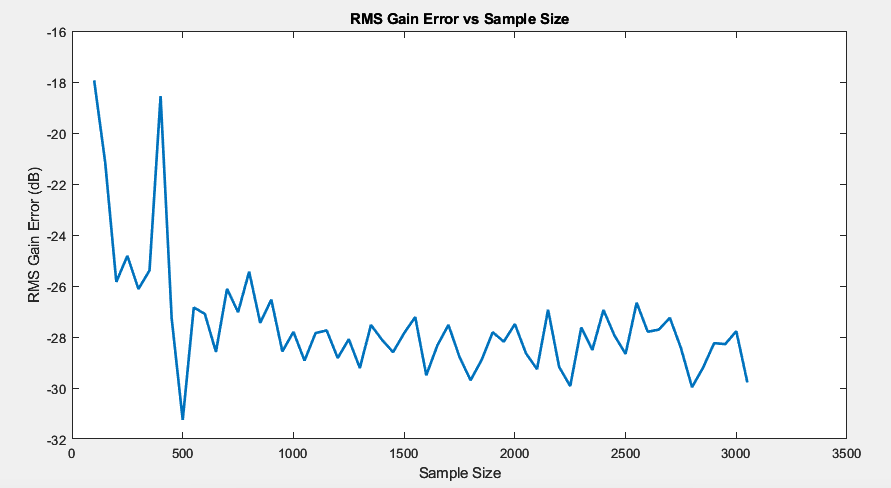 RMS Gain Error vs Sample Size
-16
-18
-20
-22
-24
-26
-28
-30
-32
RMS Gain Error (dB)
0 500 1000 1500 2000 2500 3000 3500
Sample Size